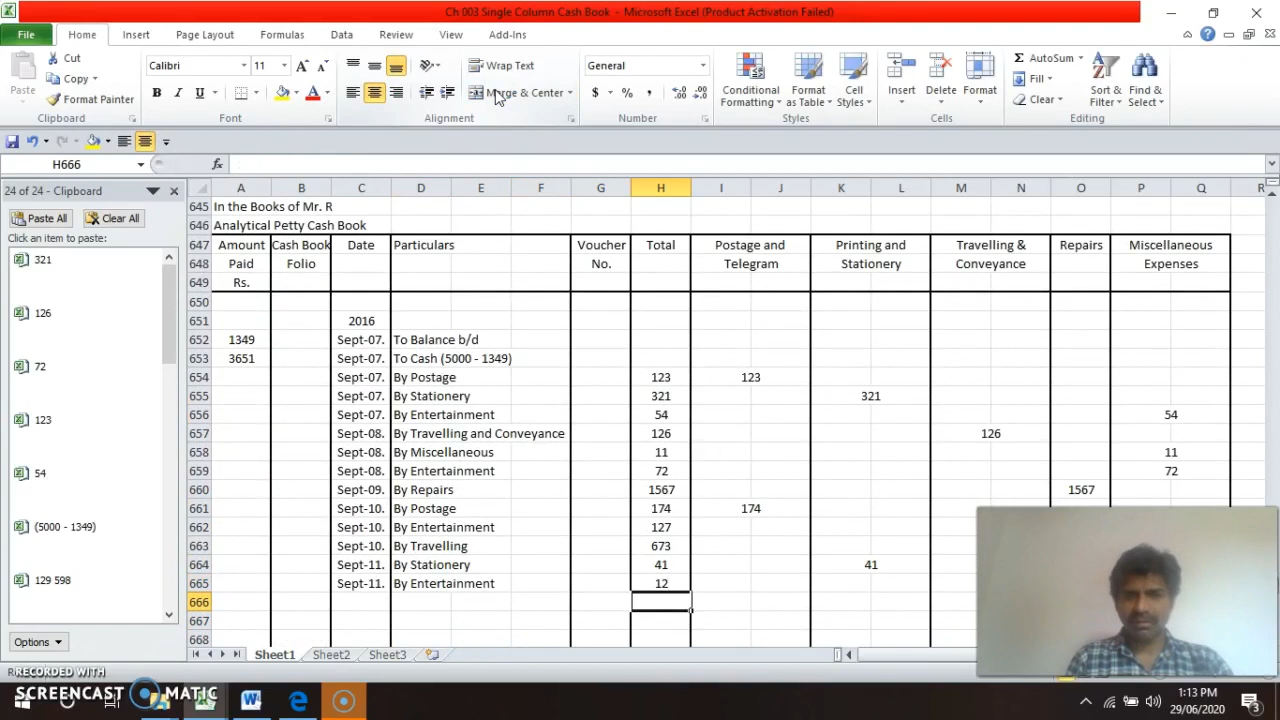 Ch 003 Single Column Cash Book - Microsoft Excel (Product Activation Failed)
File Home Insert Page Layout Formulas Data Review View Add-Ins
Cut
Copy
Format Painter
Paste
Clipboard
Calibri 11
B I U
Font
Wrap Text
Merge & Center
Alignment
General
$ % ,
Number
Conditional Formatting
Format as Table
Cell Styles
Styles
Insert Delete Format
Cells
AutoSum
Fill
Clear
Sort & Filter
Find & Select
Editing
H666 fx
24 of 24 - Clipboard
Paste All Clear All
Click an item to paste:
321
126
72
123
54
(5000 - 1349)
129 598
Options
A B C D E F G H I J K L M N O P Q R
645 In the Books of Mr. R
646 Analytical Petty Cash Book
647 Amount Cash Book Date Particulars Voucher Total Postage and Printing and Travelling & Repairs Miscellaneous
648 Paid Folio No. Telegram Stationery Conveyance Expenses
649 Rs.
650
651 2016
652 1349 Sept-07. To Balance b/d
653 3651 Sept-07. To Cash (5000 - 1349)
654 Sept-07. By Postage 123 123
655 Sept-07. By Stationery 321 321
656 Sept-07. By Entertainment 54 54
657 Sept-08. By Travelling and Conveyance 126 126
658 Sept-08. By Miscellaneous 11 11
659 Sept-08. By Entertainment 72 72
660 Sept-09. By Repairs 1567 1567
661 Sept-10. By Postage 174 174
662 Sept-10. By Entertainment 127
663 Sept-10. By Travelling 673
664 Sept-11. By Stationery 41 41
665 Sept-11. By Entertainment 12
666
667
668
Sheet1 Sheet2 Sheet3
RECORDED WITH
SCREENCAST MATIC
1:13 PM
29/06/2020
3